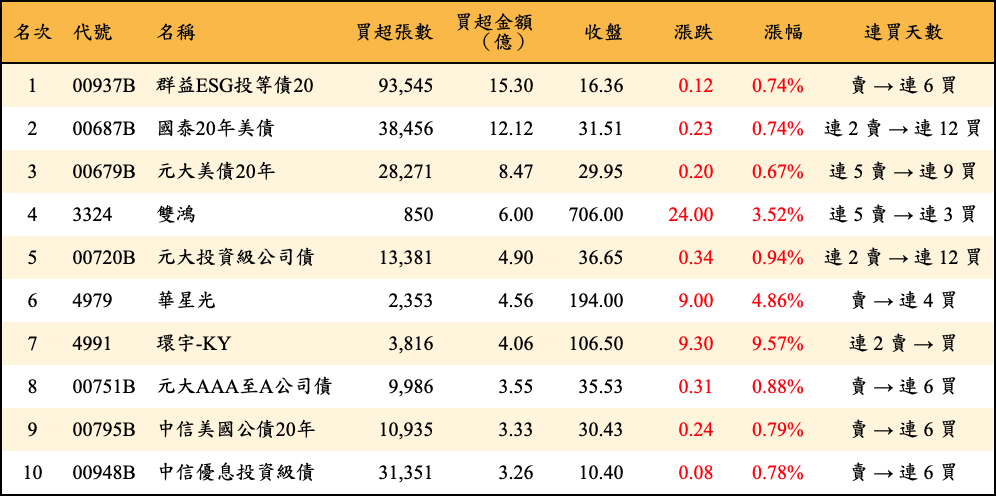 名次 代號 名稱 買超張數 買超金額（億） 收盤 漲跌 漲幅 連買天數
1 00937B 群益ESG投等債20 93,545 15.30 16.36 0.12 0.74% 賣 → 連 6 買
2 00687B 國泰20年美債 38,456 12.12 31.51 0.23 0.74% 連 2 賣 → 連 12 買
3 00679B 元大美債20年 28,271 8.47 29.95 0.20 0.67% 連 5 賣 → 連 9 買
4 3324 雙鴻 850 6.00 706.00 24.00 3.52% 連 5 賣 → 連 3 買
5 00720B 元大投資級公司債 13,381 4.90 36.65 0.34 0.94% 連 2 賣 → 連 12 買
6 4979 華星光 2,353 4.56 194.00 9.00 4.86% 賣 → 連 4 買
7 4991 環宇-KY 3,816 4.06 106.50 9.30 9.57% 連 2 賣 → 買
8 00751B 元大AAA至A公司債 9,986 3.55 35.53 0.31 0.88% 賣 → 連 6 買
9 00795B 中信美國公債20年 10,935 3.33 30.43 0.24 0.79% 賣 → 連 6 買
10 00948B 中信優息投資級債 31,351 3.26 10.40 0.08 0.78% 賣 → 連 6 買